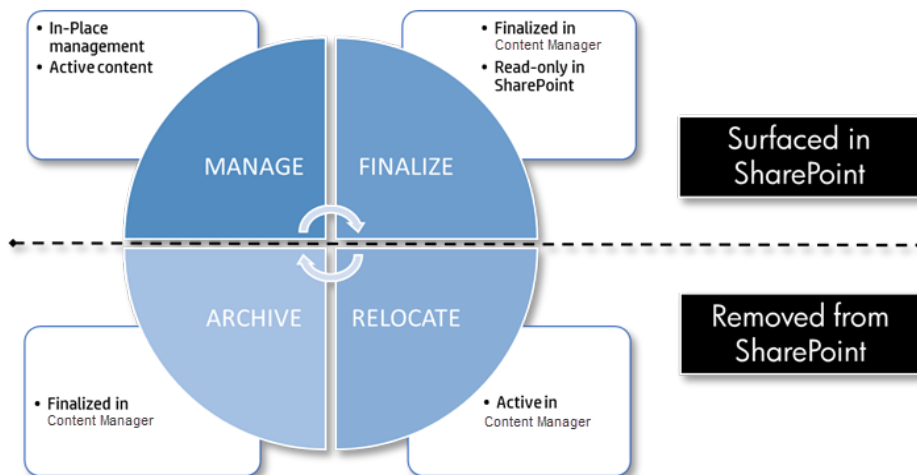 • In-Place
management
• Active content
• Finalized in
Content Manager
• Read-only in
SharePoint
MANAGE
FINALIZE
Surfaced in
SharePoint
ARCHIVE
RELOCATE
Removed from
SharePoint
• Finalized in
Content Manager
• Active in
Content Manager